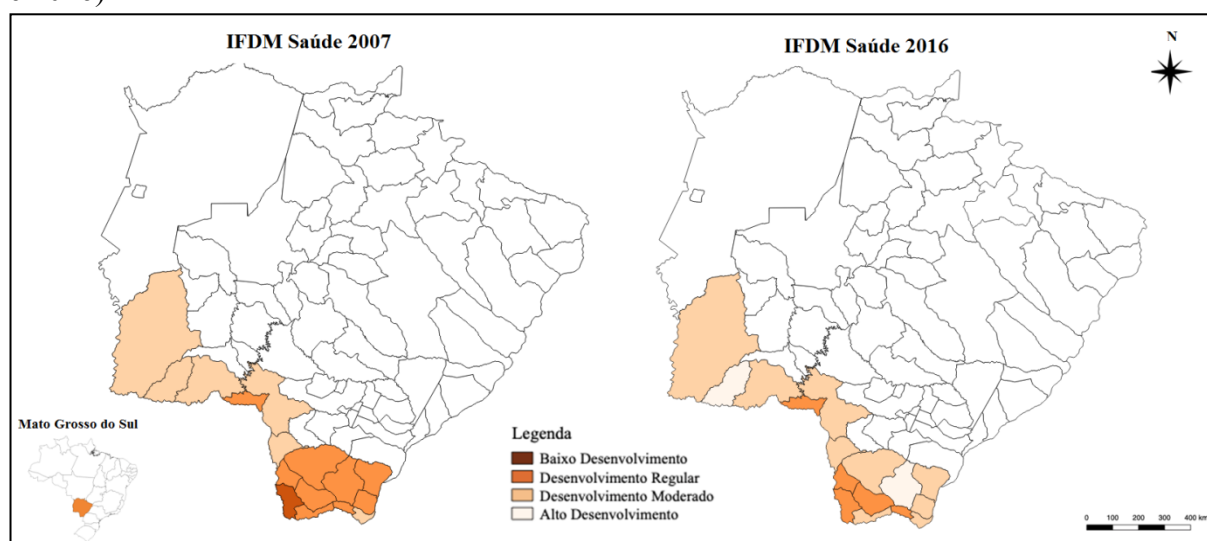 IFDM Saúde 2007
IFDM Saúde 2016
N
Mato Grosso do Sul
Legenda
Baixo Desenvolvimento
Desenvolvimento Regular
Desenvolvimento Moderado
Alto Desenvolvimento
0 100 200 300 400 km